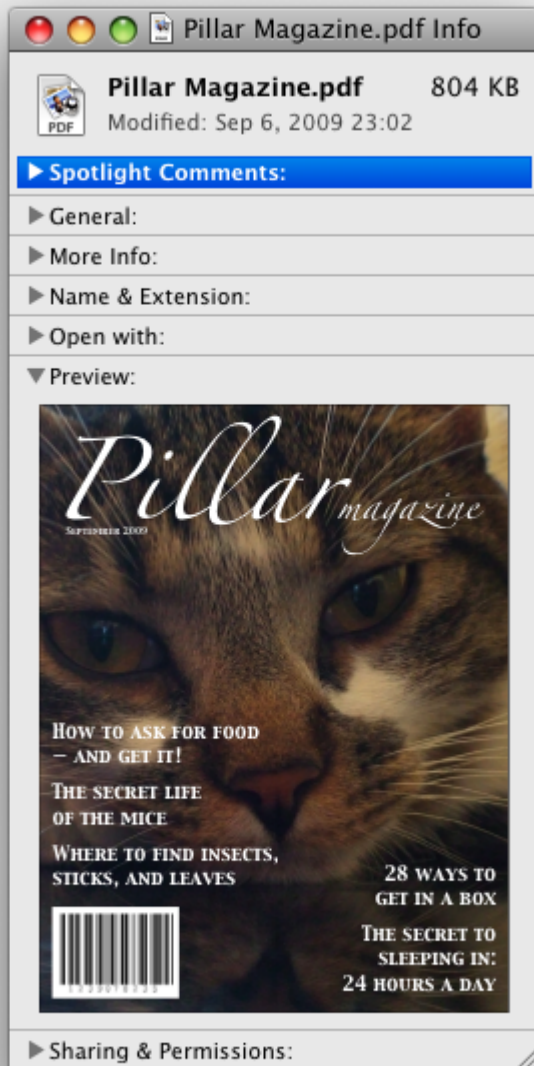 Pillar Magazine.pdf Info
Pillar Magazine.pdf 804 KB
PDF
Modified: Sep 6, 2009 23:02
Spotlight Comments:
General:
More Info:
Name & Extension:
Open with:
Preview:
Pillar magazine
September 2009
How to ask for food
– and get it!
The secret life
of the mice
Where to find insects,
sticks, and leaves
28 ways to
get in a box
The secret to
sleeping in:
24 hours a day
Sharing & Permissions: